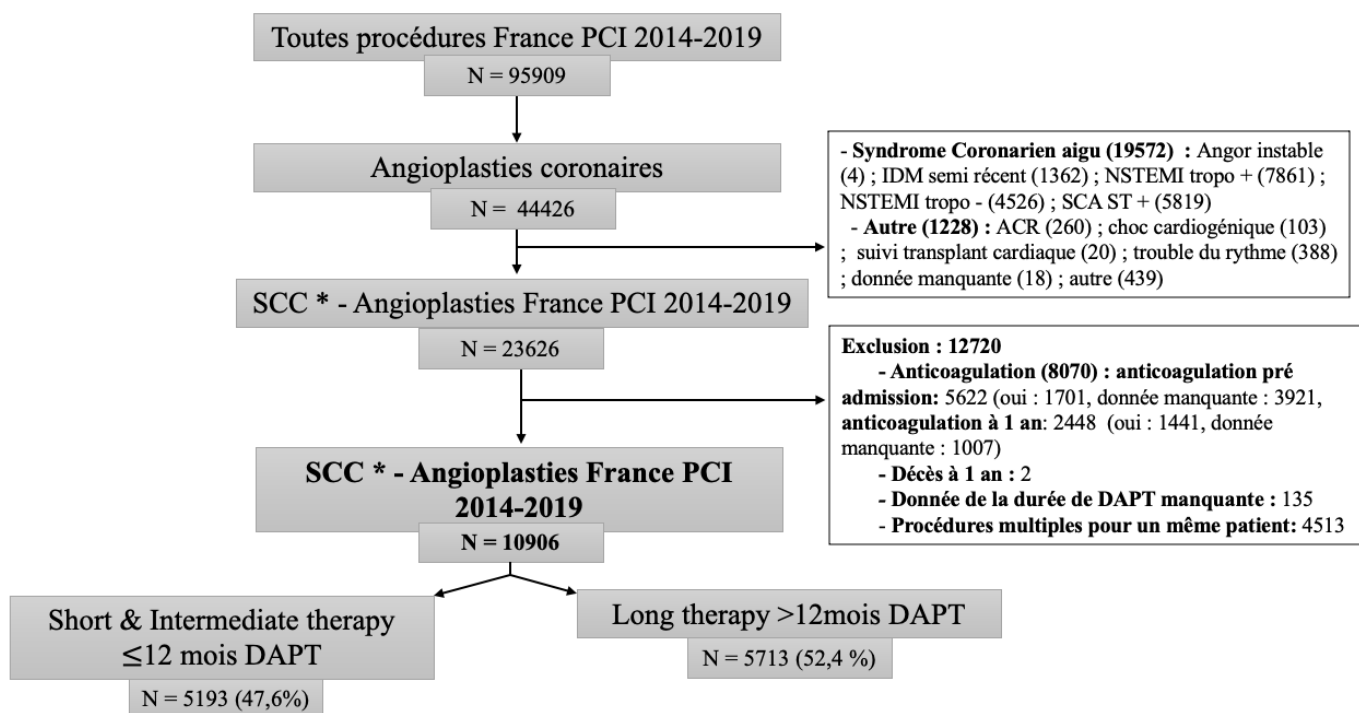 Toutes procédures France PCI 2014-2019
N = 95909
Angioplasties coronaires
N = 44426
- Syndrome Coronarien aigu (19572) : Angor instable
(4) ; IDM semi récent (1362) ; NSTEMI tropo + (7861) ;
NSTEMI tropo - (4526) ; SCA ST + (5819)
- Autre (1228) : ACR (260) ; choc cardiogénique (103)
; suivi transplant cardiaque (20) ; trouble du rythme (388)
; donnée manquante (18) ; autre (439)
SCC * - Angioplasties France PCI 2014-2019
N = 23626
Exclusion : 12720
- Anticoagulation (8070) : anticoagulation pré
admission: 5622 (oui : 1701, donnée manquante : 3921,
anticoagulation à 1 an: 2448 (oui : 1441, donnée
manquante : 1007)
- Décès à 1 an : 2
- Donnée de la durée de DAPT manquante : 135
- Procédures multiples pour un même patient: 4513
SCC * - Angioplasties France PCI
2014-2019
N = 10906
Short & Intermediate therapy
≤12 mois DAPT
N = 5193 (47,6%)
Long therapy >12mois DAPT
N = 5713 (52,4 %)